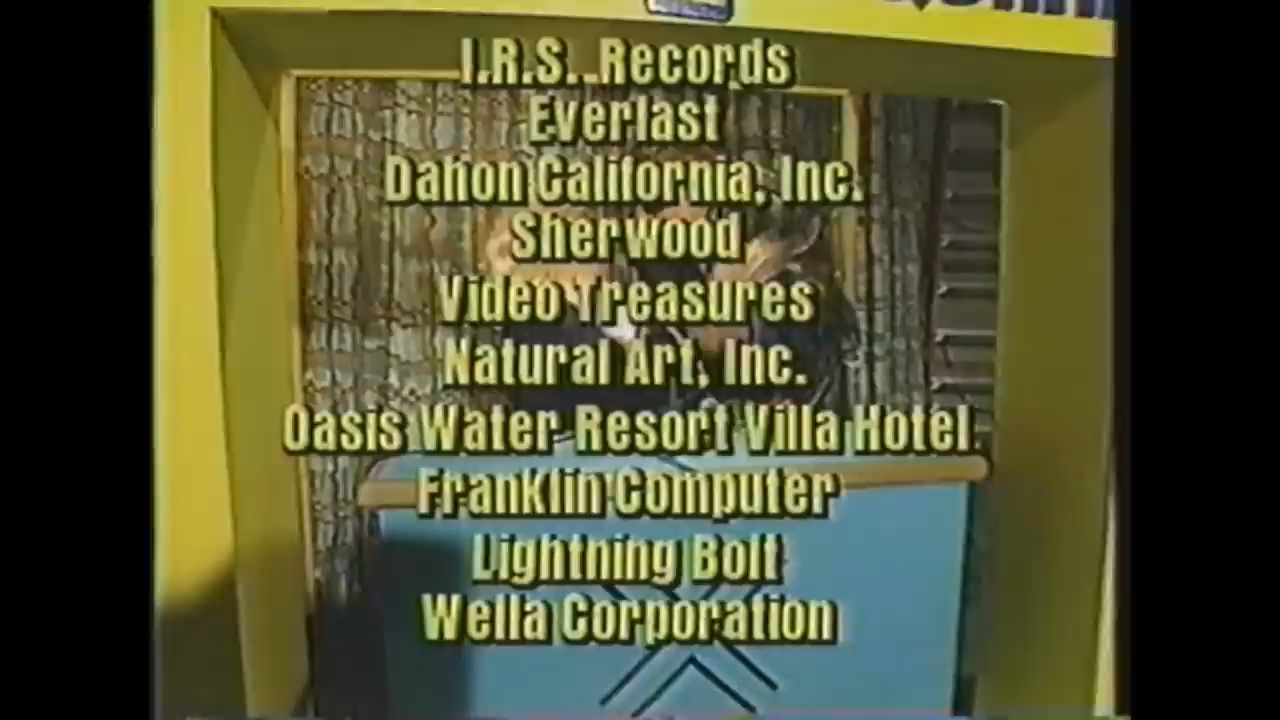 I.R.S. Records
Everlast
Dahon California, Inc.
Sherwood
Video Treasures
Natural Art, Inc.
Oasis Water Resort Villa Hotel
Franklin Computer
Lightning Bolt
Wella Corporation